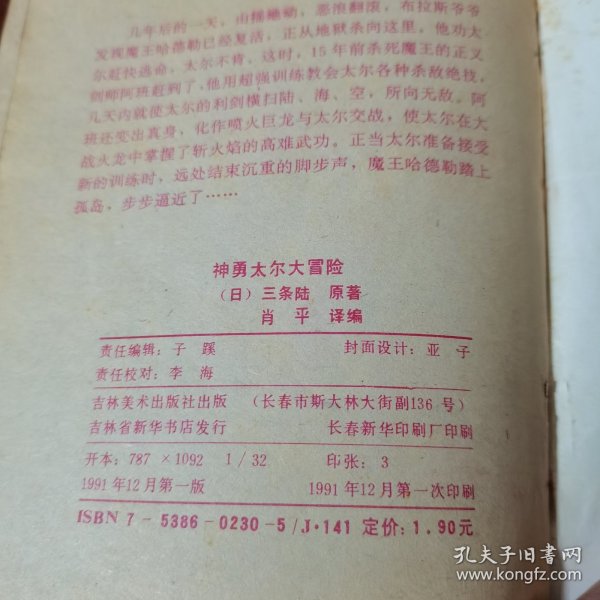 几年后的一天，山摇地动，恶浪翻滚，布拉斯爷爷
发现魔王哈德勒已经复活，正从地狱杀向这里，他劝太
尔赶快逃命，太尔不肯，这时，15年前杀死魔王的正义
剑师阿班赶到了，他用超强训练教会太尔各种杀敌绝技，
几天内就使太尔的利剑横扫陆、海、空，所向无敌。阿
班还变出真身，化作喷火巨龙与太尔交战，使太尔在大
战火龙中掌握了斩火焰的高难武功。正当太尔准备接受
新的训练时，远处结束沉重的脚步声，魔王哈德勒踏上
孤岛，步步逼近了……
神勇太尔大冒险
（日）三条陆 原著
肖 平 译编
责任编辑：子 蹊 封面设计：亚 子
责任校对：李 海
吉林美术出版社出版 （长春市斯大林大街副136号）
吉林省新华书店发行 长春新华印刷厂印刷
开本：787×1092 1/32 印张：3
1991年12月第一版 1991年12月第一次印刷
ISBN 7-5386-0230-5/J·141 定价：1.90元
孔夫子旧书网
www.kongfz.com